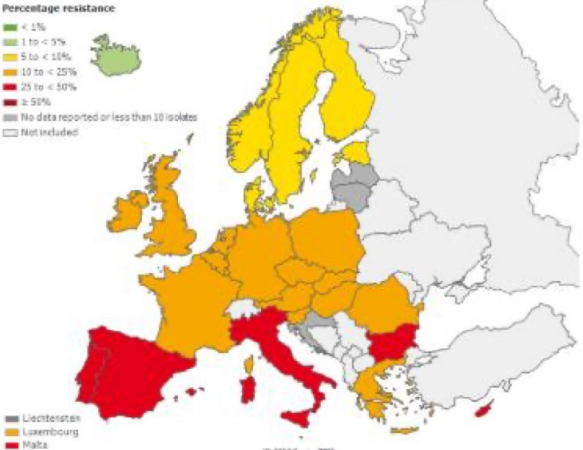 Percentage resistance
< 1%
1 to < 5%
5 to < 10%
10 to < 25%
25 to < 50%
≥ 50%
No data reported or less than 10 isolates
Not included
Liechtenstein
Luxembourg
Malta